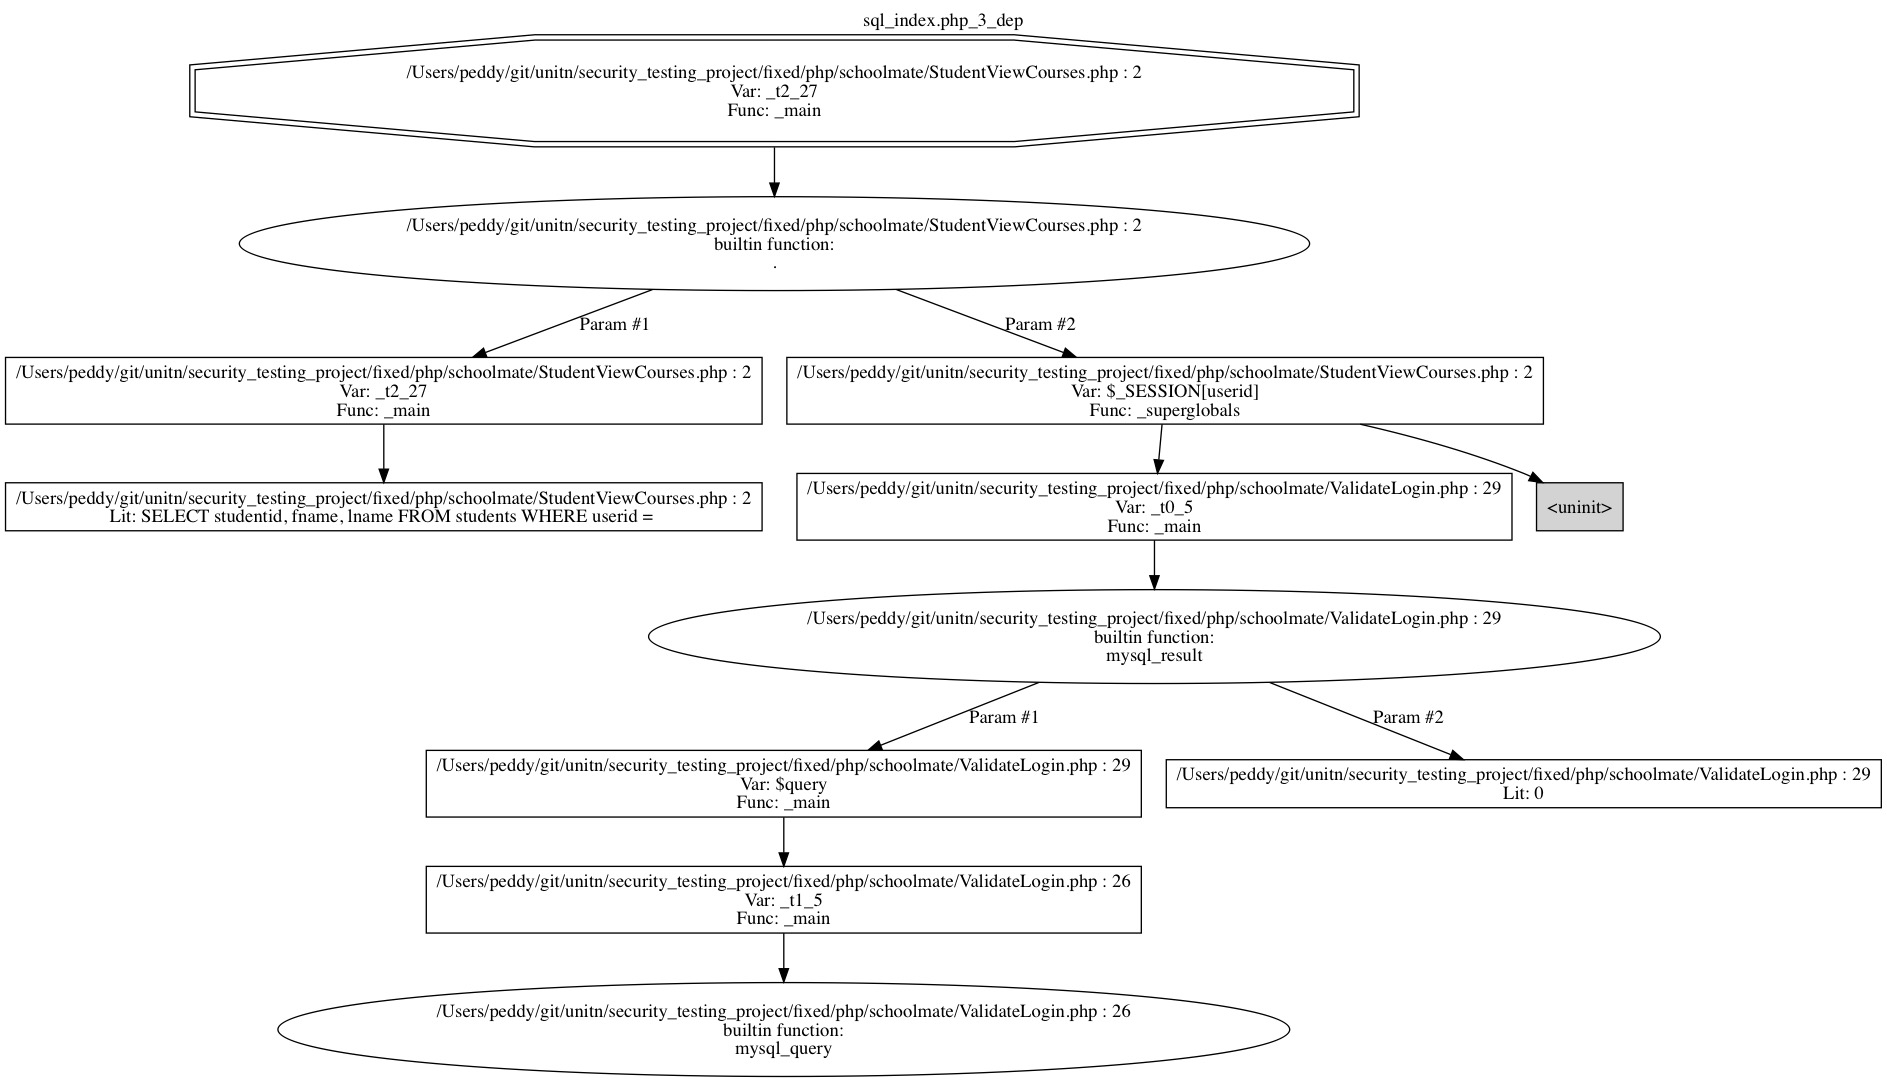 sql_index.php_3_dep
/Users/peddy/git/unitn/security_testing_project/fixed/php/schoolmate/StudentViewCourses.php : 2
Var: _t2_27
Func: _main
/Users/peddy/git/unitn/security_testing_project/fixed/php/schoolmate/StudentViewCourses.php : 2
builtin function:
.
Param #1
Param #2
/Users/peddy/git/unitn/security_testing_project/fixed/php/schoolmate/StudentViewCourses.php : 2
Var: _t2_27
Func: _main
/Users/peddy/git/unitn/security_testing_project/fixed/php/schoolmate/StudentViewCourses.php : 2
Var: $_SESSION[userid]
Func: _superglobals
/Users/peddy/git/unitn/security_testing_project/fixed/php/schoolmate/StudentViewCourses.php : 2
Lit: SELECT studentid, fname, lname FROM students WHERE userid =
/Users/peddy/git/unitn/security_testing_project/fixed/php/schoolmate/ValidateLogin.php : 29
Var: _t0_5
Func: _main
<uninit>
/Users/peddy/git/unitn/security_testing_project/fixed/php/schoolmate/ValidateLogin.php : 29
builtin function:
mysql_result
Param #1
Param #2
/Users/peddy/git/unitn/security_testing_project/fixed/php/schoolmate/ValidateLogin.php : 29
Var: $query
Func: _main
/Users/peddy/git/unitn/security_testing_project/fixed/php/schoolmate/ValidateLogin.php : 29
Lit: 0
/Users/peddy/git/unitn/security_testing_project/fixed/php/schoolmate/ValidateLogin.php : 26
Var: _t1_5
Func: _main
/Users/peddy/git/unitn/security_testing_project/fixed/php/schoolmate/ValidateLogin.php : 26
builtin function:
mysql_query